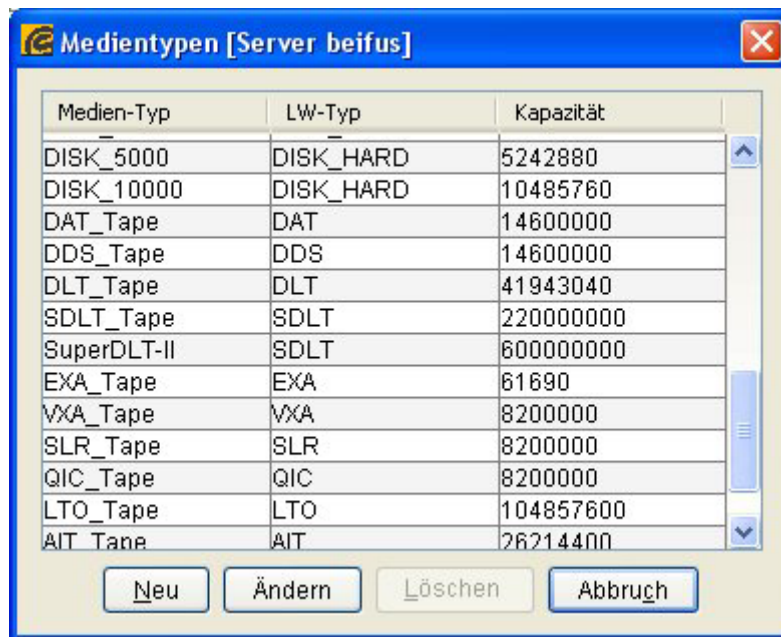 Medientypen [Server beifus]
Medien-Typ LW-Typ Kapazität
DISK_5000 DISK_HARD 5242880
DISK_10000 DISK_HARD 10485760
DAT_Tape DAT 14600000
DDS_Tape DDS 14600000
DLT_Tape DLT 41943040
SDLT_Tape SDLT 220000000
SuperDLT-II SDLT 600000000
EXA_Tape EXA 61690
VXA_Tape VXA 8200000
SLR_Tape SLR 8200000
QIC_Tape QIC 8200000
LTO_Tape LTO 104857600
AIT_Tape AIT 26214400
Neu Ändern Löschen Abbruch